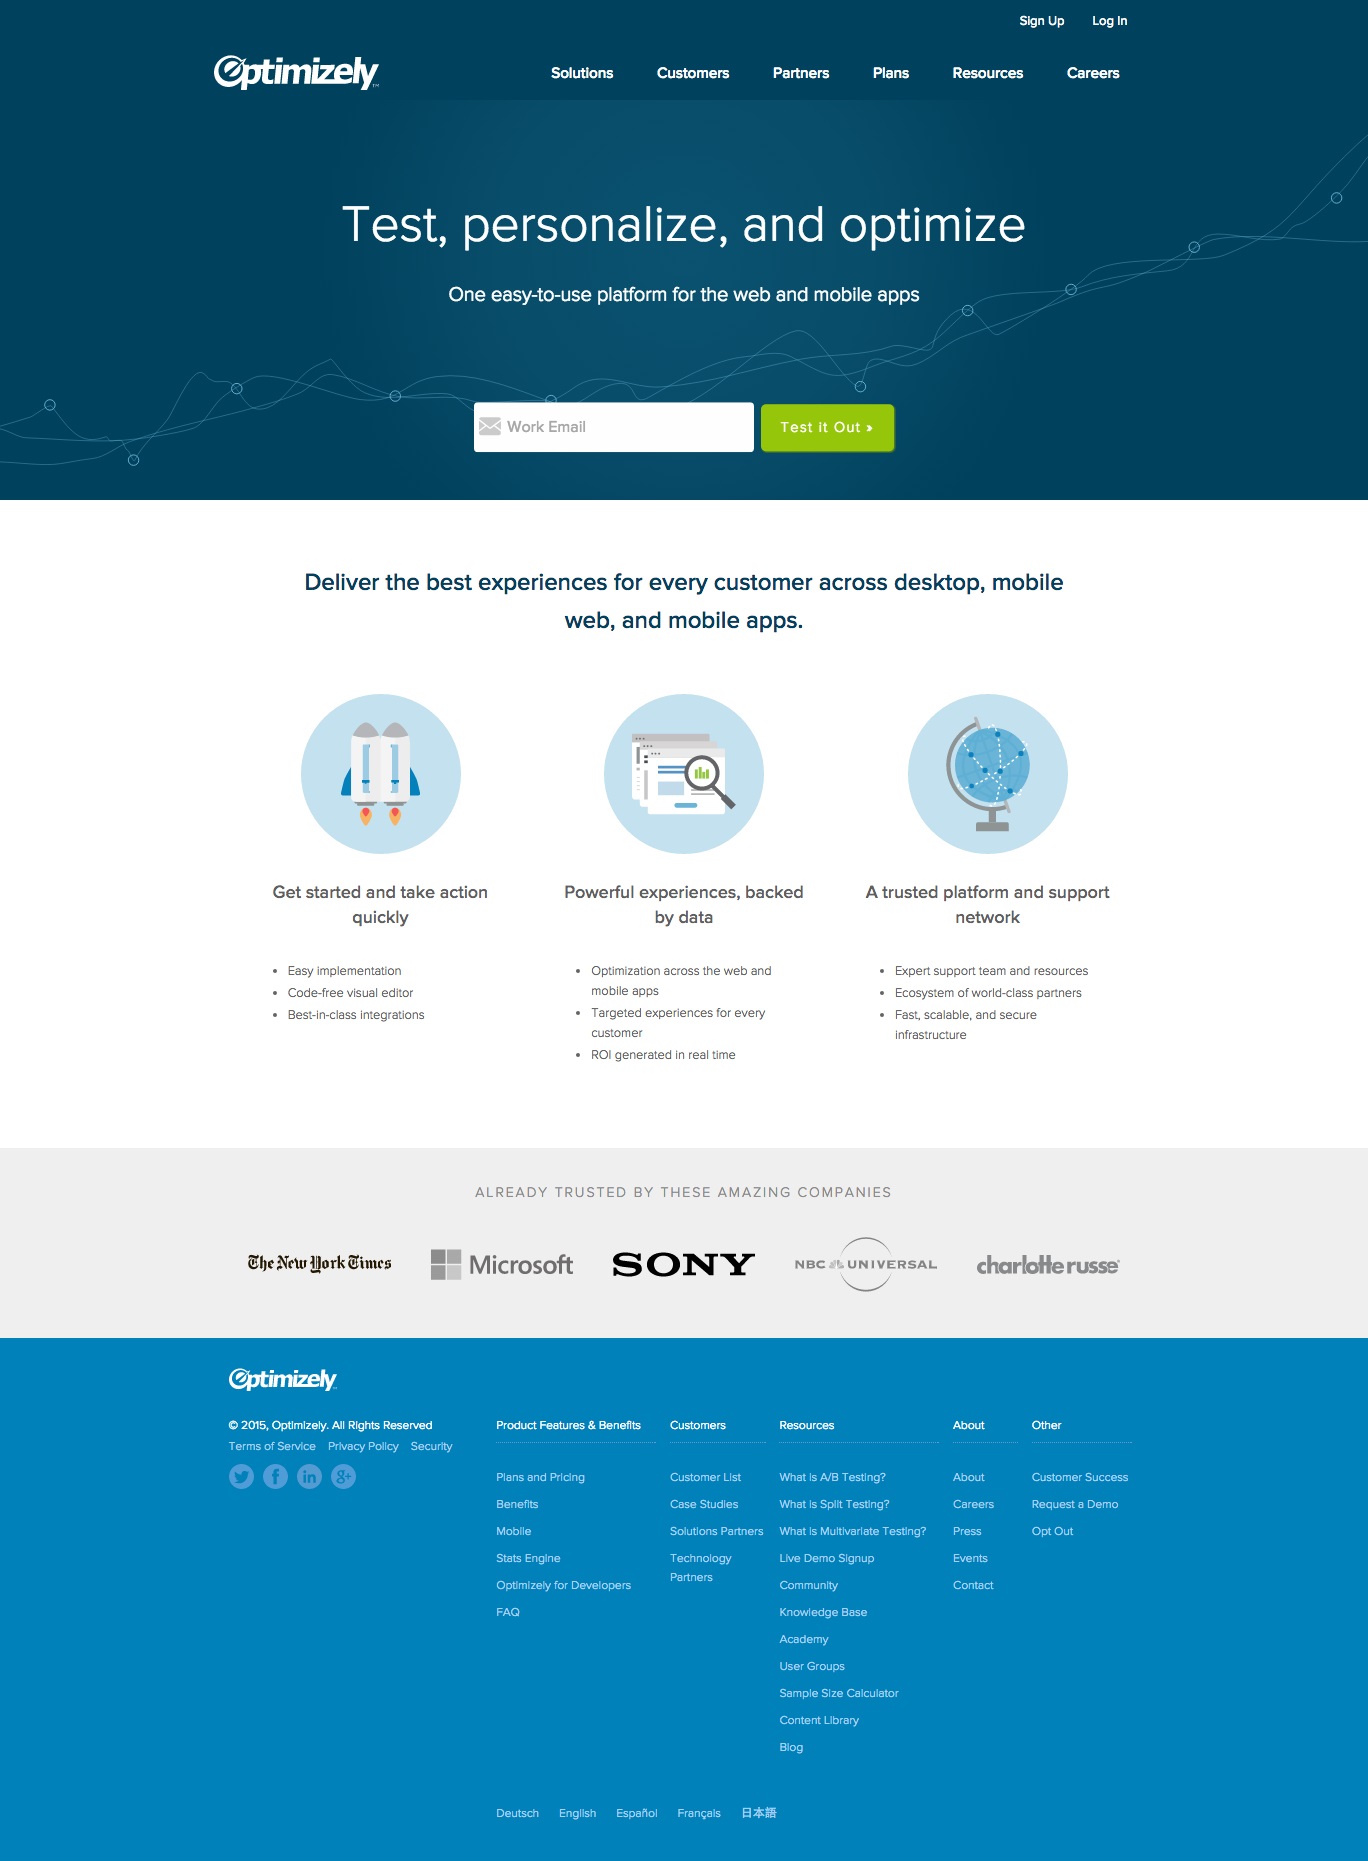 Sign Up Log In
Optimizely™
Solutions Customers Partners Plans Resources Careers
Test, personalize, and optimize
One easy-to-use platform for the web and mobile apps
Work Email
Test it Out »
Deliver the best experiences for every customer across desktop, mobile
web, and mobile apps.
Get started and take action
quickly
• Easy implementation
• Code-free visual editor
• Best-in-class integrations
Powerful experiences, backed
by data
• Optimization across the web and
mobile apps
• Targeted experiences for every
customer
• ROI generated in real time
A trusted platform and support
network
• Expert support team and resources
• Ecosystem of world-class partners
• Fast, scalable, and secure
infrastructure
ALREADY TRUSTED BY THESE AMAZING COMPANIES
The New York Times
Microsoft
SONY
NBC UNIVERSAL
charlotte russe
Optimizely
© 2015, Optimizely. All Rights Reserved
Terms of Service Privacy Policy Security
f in g+
Product Features & Benefits
Plans and Pricing
Benefits
Mobile
Stats Engine
Optimizely for Developers
FAQ
Customers
Customer List
Case Studies
Solutions Partners
Technology
Partners
Resources
What is A/B Testing?
What is Split Testing?
What is Multivariate Testing?
Live Demo Signup
Community
Knowledge Base
Academy
User Groups
Sample Size Calculator
Content Library
Blog
About
About
Careers
Press
Events
Contact
Other
Customer Success
Request a Demo
Opt Out
Deutsch English Español Français 日本語